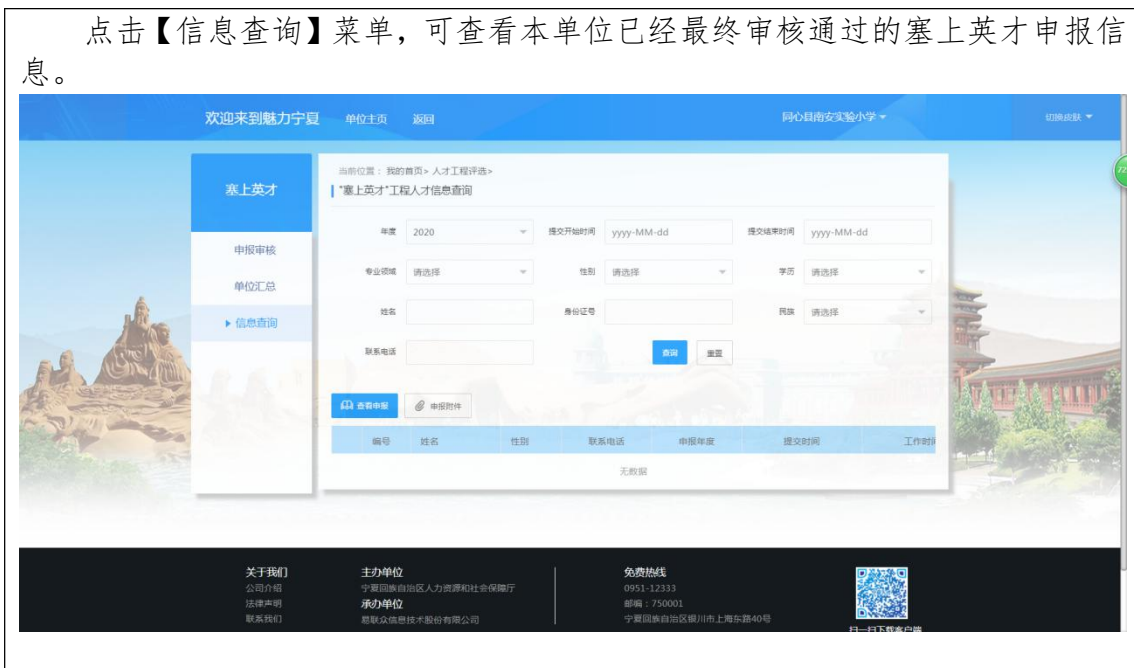 点击【信息查询】菜单，可查看本单位已经最终审核通过的塞上英才申报信
息。
欢迎来到魅力宁夏 单位主页 返回 同心县南安实验小学 切换皮肤
塞上英才
申报审核
单位汇总
信息查询
当前位置：我的首页> 人才工程评选>
"塞上英才"工程人才信息查询
年度 2020 提交开始时间 yyyy-MM-dd 提交结束时间 yyyy-MM-dd
专业领域 请选择 性别 请选择 学历 请选择
姓名 身份证号 民族 请选择
联系电话 查询 重置
查看申报 申报附件
编号 姓名 性别 联系电话 申报年度 提交时间 工作时间
无数据
关于我们 主办单位 免费热线
公司介绍 宁夏回族自治区人力资源和社会保障厅 0951-12333
法律声明 承办单位 邮编：750001
联系我们 易联众信息技术股份有限公司 宁夏回族自治区银川市上海东路40号
扫一扫下载客户端